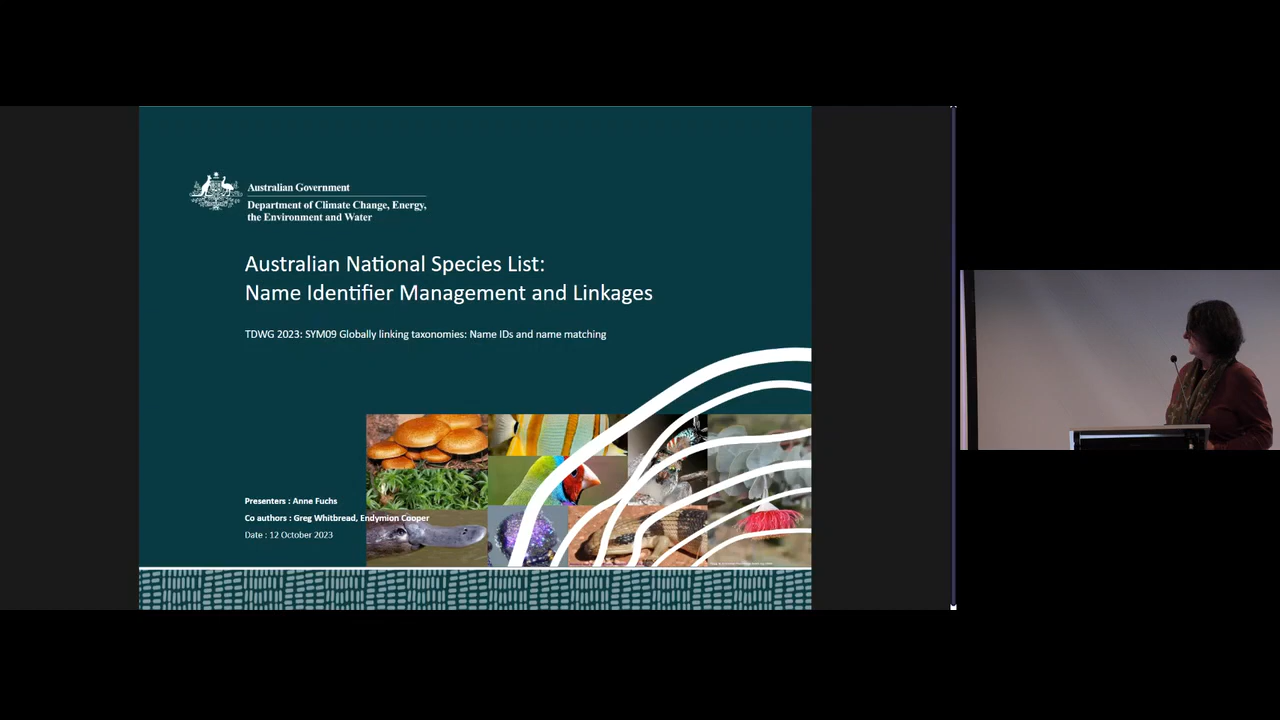 Australian Government
Department of Climate Change, Energy,
the Environment and Water
Australian National Species List:
Name Identifier Management and Linkages
TDWG 2023: SYM09 Globally linking taxonomies: Name IDs and name matching
Presenters : Anne Fuchs
Co authors : Greg Whitbread, Endymion Cooper
Date : 12 October 2023